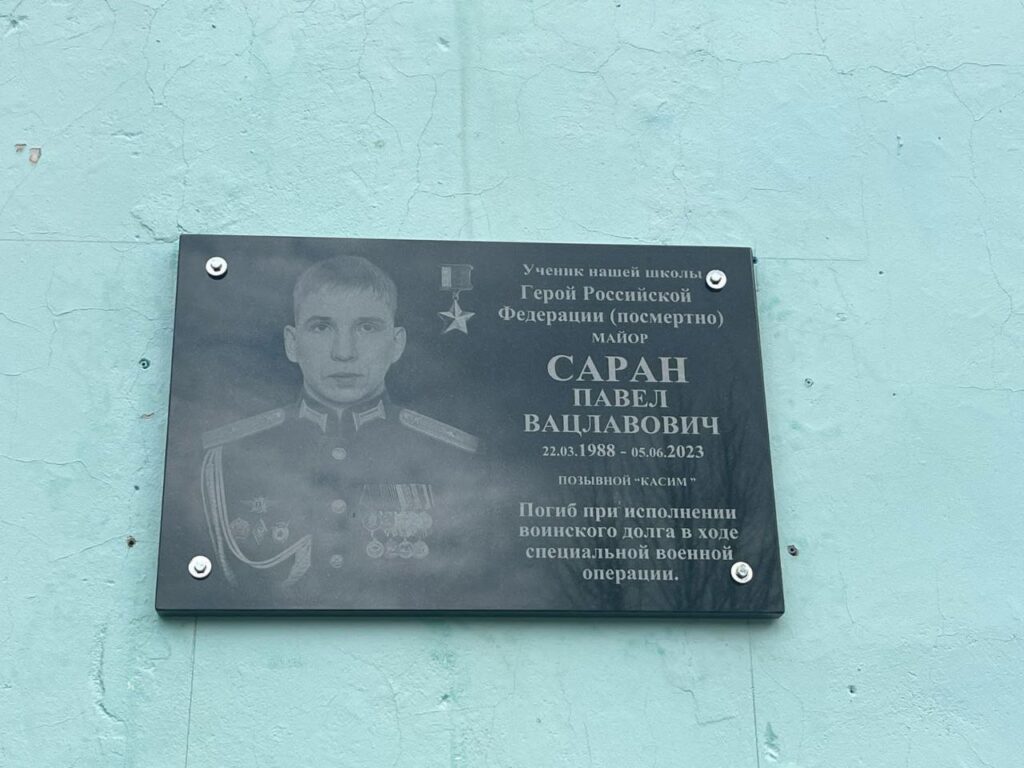 Ученик нашей школы
Герой Российской
Федерации (посмертно)
МАЙОР
САРАН
ПАВЕЛ
ВАЦЛАВОВИЧ
22.03.1988 - 05.06.2023
ПОЗЫВНОЙ "КАСИМ"
Погиб при исполнении
воинского долга в ходе
специальной военной
операции.